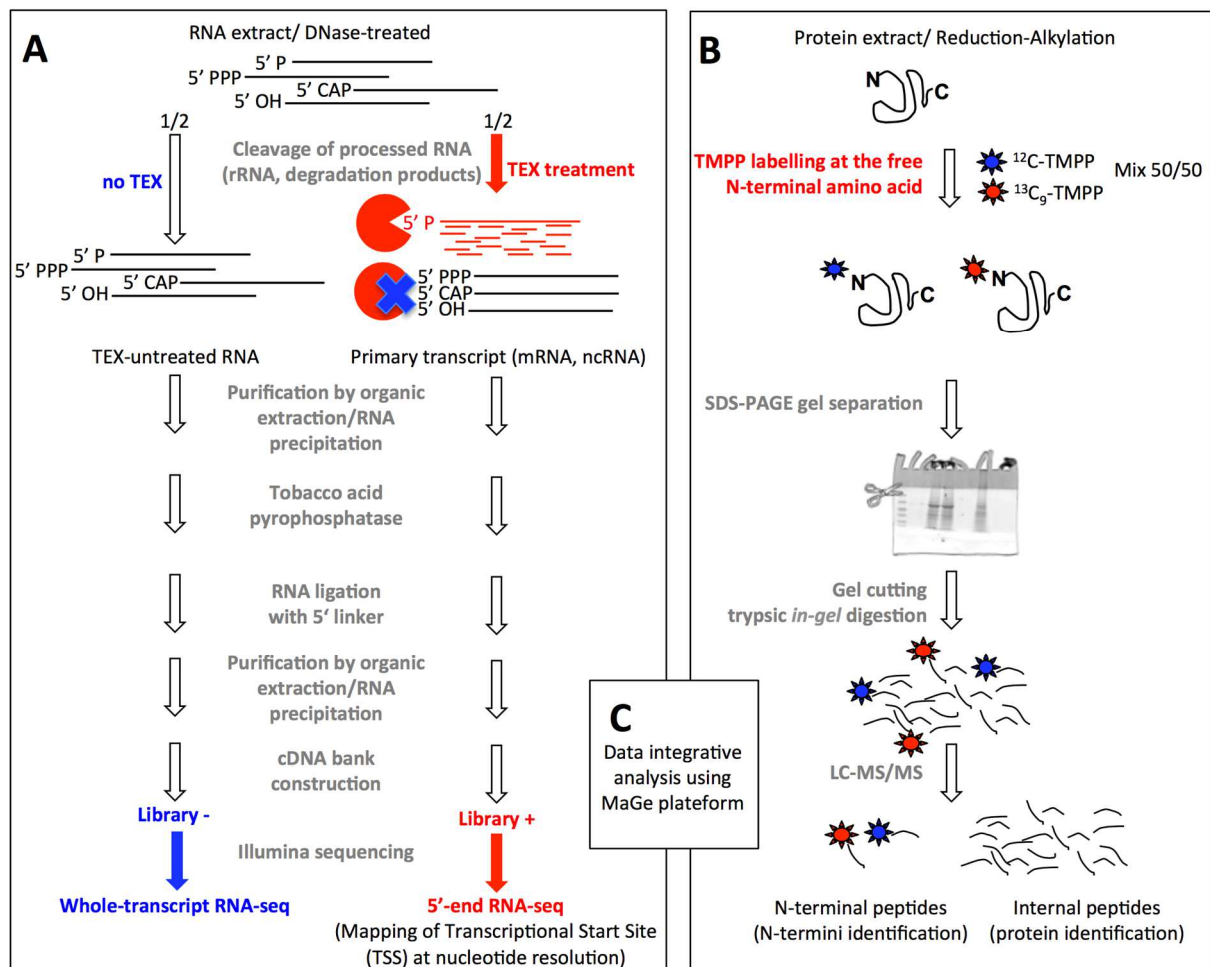 A
RNA extract/ DNase-treated
5' P
5' PPP
5' CAP
5' OH
1/2
1/2
no TEX
Cleavage of processed RNA
(rRNA, degradation products)
TEX treatment
5' P
5' P
5' PPP
5' CAP
5' OH
5' PPP
5' CAP
5' OH
TEX-untreated RNA
Primary transcript (mRNA, ncRNA)
Purification by organic
extraction/RNA
precipitation
Tobacco acid
pyrophosphatase
RNA ligation
with 5' linker
Purification by organic
extraction/RNA
precipitation
cDNA bank
construction
Library -
Library +
Illumina sequencing
Whole-transcript RNA-seq
5'-end RNA-seq
(Mapping of Transcriptional Start Site
(TSS) at nucleotide resolution)
B
Protein extract/ Reduction-Alkylation
N
C
TMPP labelling at the free
N-terminal amino acid
¹²C-TMPP
¹³C₉-TMPP
Mix 50/50
N
C
N
C
SDS-PAGE gel separation
Gel cutting
trypsic in-gel digestion
LC-MS/MS
N-terminal peptides
(N-termini identification)
Internal peptides
(protein identification)
C
Data integrative
analysis using
MaGe plateform